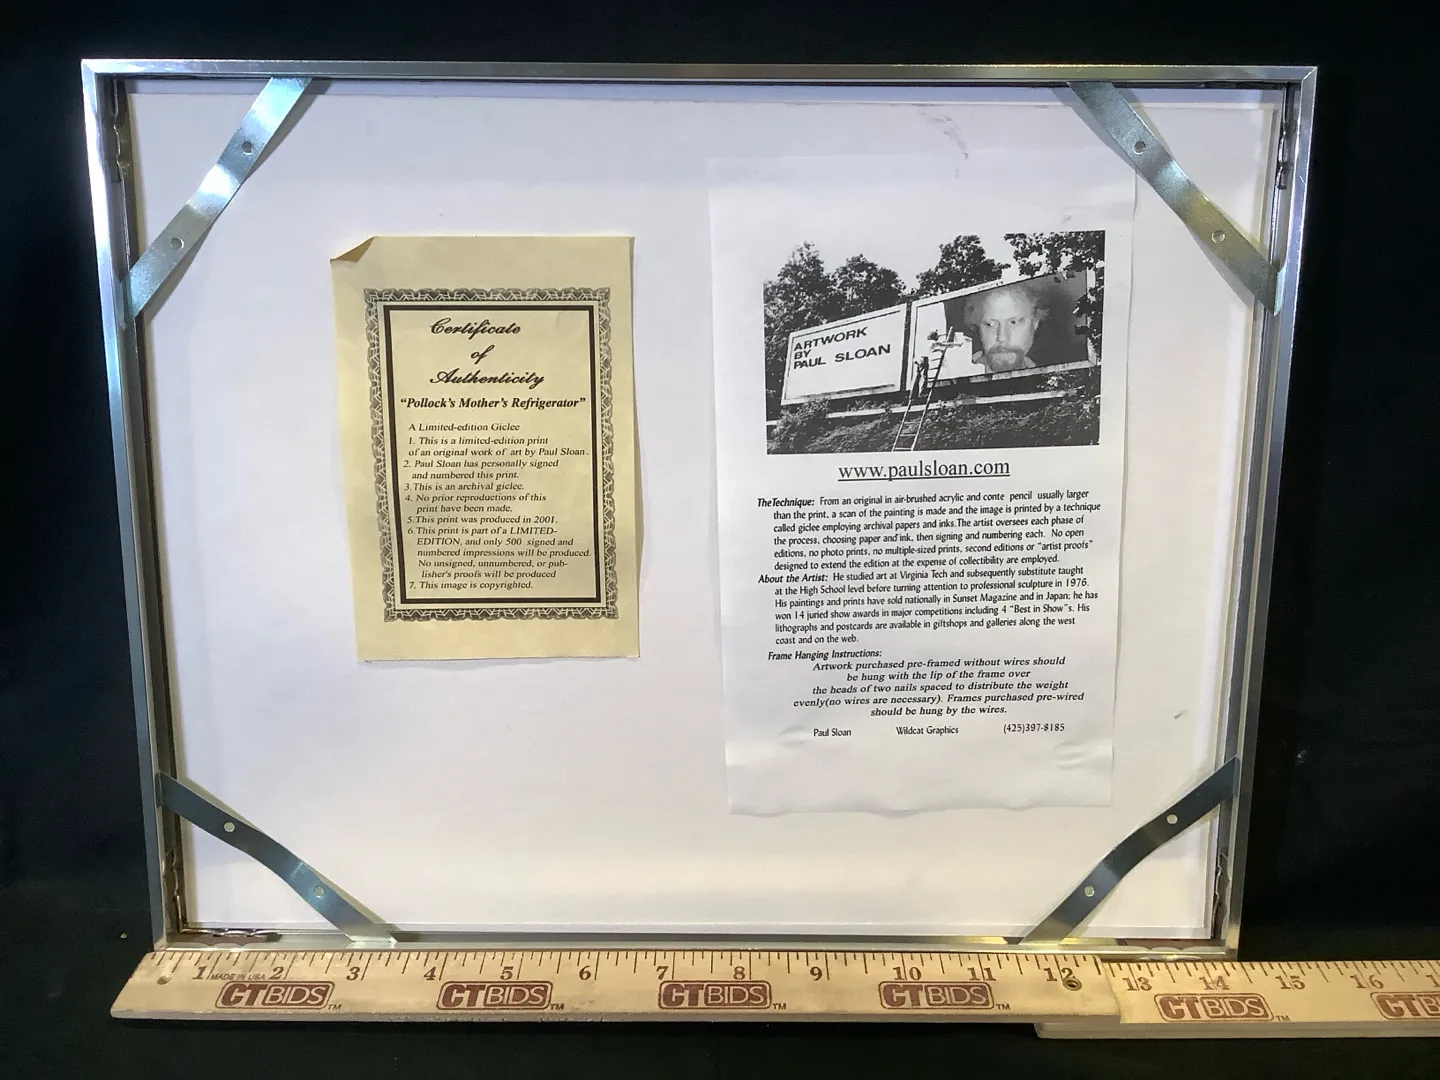 Certificate
of
Authenticity
"Pollock's Mother's Refrigerator"
A Limited-edition Giclee
1. This is a limited-edition print
of an original work of art by Paul Sloan.
2. Paul Sloan has personally signed
and numbered this print.
3. This is an archival giclee.
4. No prior reproductions of this
print have been made.
5. This print was produced in 2001.
6. This print is part of a LIMITED-
EDITION, and only 500 signed and
numbered impressions will be produced.
No unsigned, unnumbered, or pub-
lisher's proofs will be produced
7. This image is copyrighted.
ARTWORK
BY
PAUL SLOAN
www.paulsloan.com
The Technique: From an original in air-brushed acrylic and conte pencil usually larger
than the print, a scan of the painting is made and the image is printed by a technique
called giclee employing archival papers and inks. The artist oversees each phase of
the process, choosing paper and ink, then signing and numbering each. No open
editions, no photo prints, no multiple-sized prints, second editions or "artist proofs"
designed to extend the edition at the expense of collectibility are employed.
About the Artist: He studied art at Virginia Tech and subsequently substitute taught
at the High School level before turning attention to professional sculpture in 1976.
His paintings and prints have sold nationally in Sunset Magazine and in Japan; he has
won 14 juried show awards in major competitions including 4 "Best in Show"s. His
lithographs and postcards are available in giftshops and galleries along the west
coast and on the web.
Frame Hanging Instructions:
Artwork purchased pre-framed without wires should
be hung with the lip of the frame over
the heads of two nails spaced to distribute the weight
evenly(no wires are necessary). Frames purchased pre-wired
should be hung by the wires.
Paul Sloan Wildcat Graphics (425)397-8185
1 MADE IN USA 2 3 4 5 6 7 8 9 10 11 12 13 14 15 16
CTBIDS™ CTBIDS™ CTBIDS™ CTBIDS™ CTBIDS™ CTB